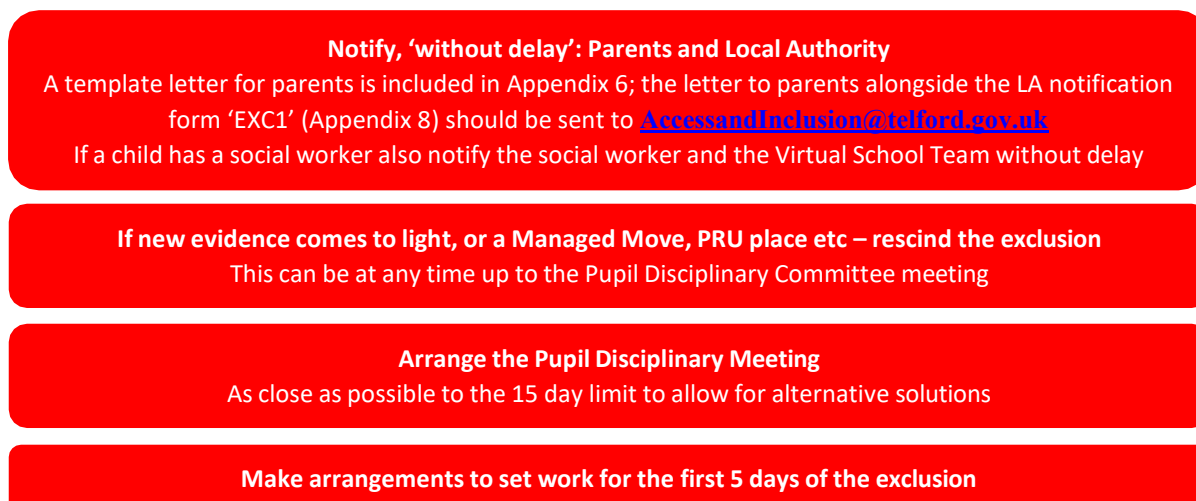 Notify, ‘without delay’: Parents and Local Authority
A template letter for parents is included in Appendix 6; the letter to parents alongside the LA notification
form ‘EXC1’ (Appendix 8) should be sent to AccessandInclusion@telford.gov.uk
If a child has a social worker also notify the social worker and the Virtual School Team without delay
If new evidence comes to light, or a Managed Move, PRU place etc – rescind the exclusion
This can be at any time up to the Pupil Disciplinary Committee meeting
Arrange the Pupil Disciplinary Meeting
As close as possible to the 15 day limit to allow for alternative solutions
Make arrangements to set work for the first 5 days of the exclusion